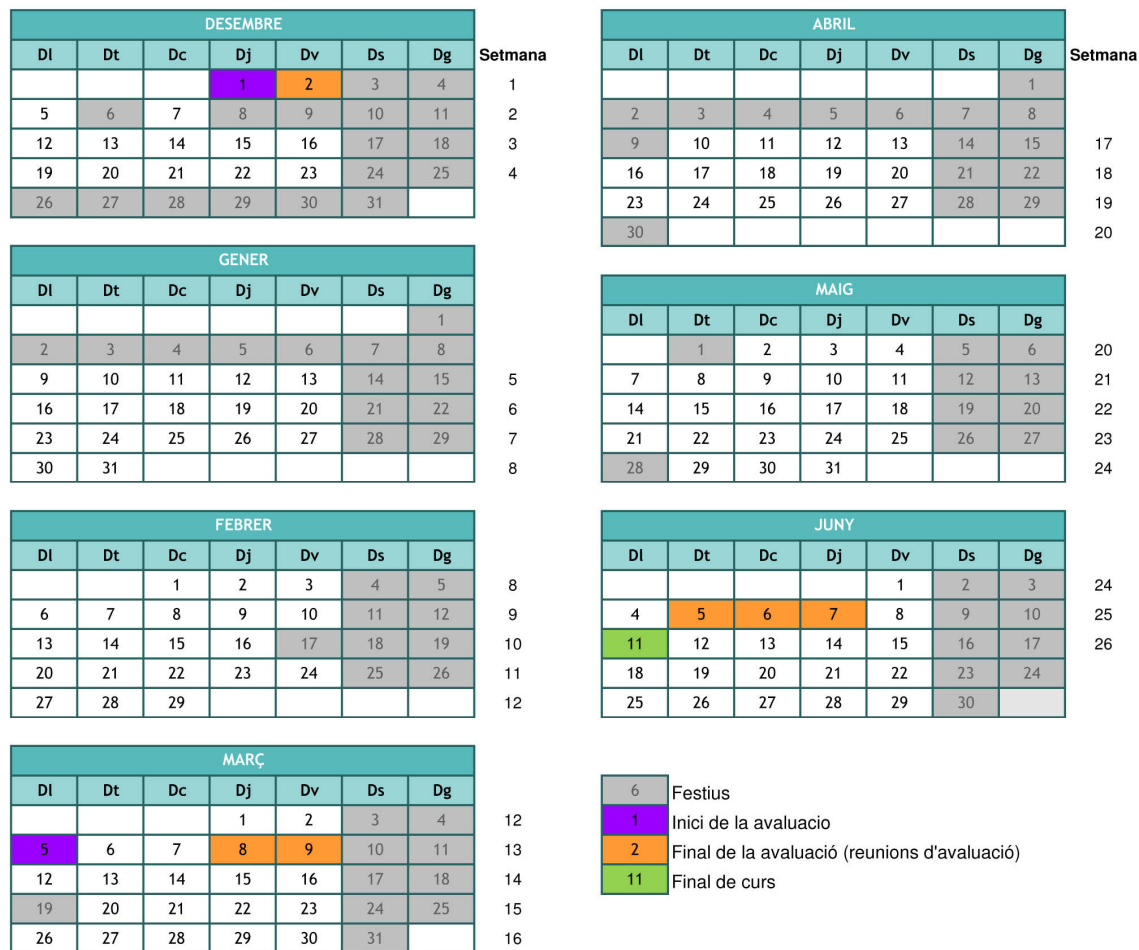 DESEMBRE
Dl Dt Dc Dj Dv Ds Dg Setmana
1 2 3 4 1
5 6 7 8 9 10 11 2
12 13 14 15 16 17 18 3
19 20 21 22 23 24 25 4
26 27 28 29 30 31
GENER
Dl Dt Dc Dj Dv Ds Dg
1
2 3 4 5 6 7 8
9 10 11 12 13 14 15 5
16 17 18 19 20 21 22 6
23 24 25 26 27 28 29 7
30 31 8
FEBRER
Dl Dt Dc Dj Dv Ds Dg
1 2 3 4 5 8
6 7 8 9 10 11 12 9
13 14 15 16 17 18 19 10
20 21 22 23 24 25 26 11
27 28 29 12
MARÇ
Dl Dt Dc Dj Dv Ds Dg
1 2 3 4 12
5 6 7 8 9 10 11 13
12 13 14 15 16 17 18 14
19 20 21 22 23 24 25 15
26 27 28 29 30 31 16
ABRIL
Dl Dt Dc Dj Dv Ds Dg Setmana
1
2 3 4 5 6 7 8
9 10 11 12 13 14 15 17
16 17 18 19 20 21 22 18
23 24 25 26 27 28 29 19
30 20
MAIG
Dl Dt Dc Dj Dv Ds Dg
1 2 3 4 5 6 20
7 8 9 10 11 12 13 21
14 15 16 17 18 19 20 22
21 22 23 24 25 26 27 23
28 29 30 31 24
JUNY
Dl Dt Dc Dj Dv Ds Dg
1 2 3 24
4 5 6 7 8 9 10 25
11 12 13 14 15 16 17 26
18 19 20 21 22 23 24
25 26 27 28 29 30
6 Festius
1 Inici de la avaluacio
2 Final de la avaluació (reunions d'avaluació)
11 Final de curs